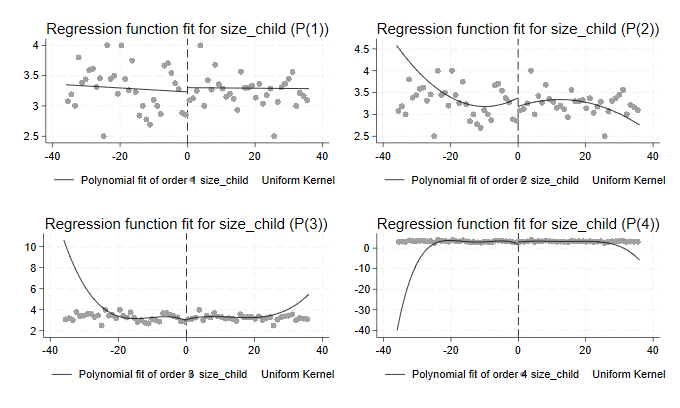 Regression function fit for size_child (P(1))
4
3.5
3
2.5
-40 -20 0 20 40
Polynomial fit of order 1 size_child Uniform Kernel
Regression function fit for size_child (P(2))
4.5
4
3.5
3
2.5
-40 -20 0 20 40
Polynomial fit of order 2 size_child Uniform Kernel
Regression function fit for size_child (P(3))
10
8
6
4
2
-40 -20 0 20 40
Polynomial fit of order 3 size_child Uniform Kernel
Regression function fit for size_child (P(4))
0
-10
-20
-30
-40
-40 -20 0 20 40
Polynomial fit of order 4 size_child Uniform Kernel